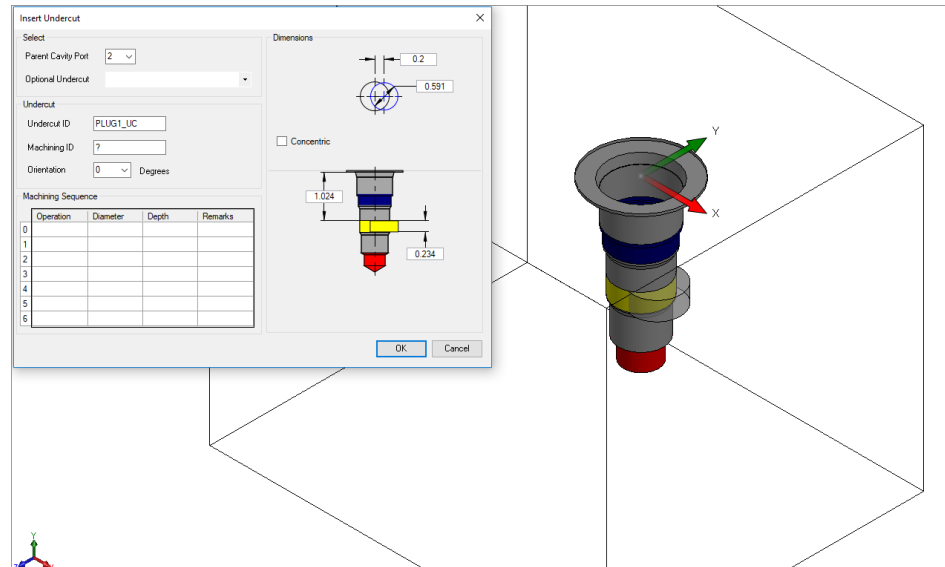 Insert Undercut
Select
Parent Cavity Port 2
Optional Undercut
Undercut
Undercut ID PLUG1_UC
Machining ID ?
Orientation 0 Degrees
Machining Sequence
Operation Diameter Depth Remarks
0
1
2
3
4
5
6
Dimensions
0.2
0.591
Concentric
1.024
0.234
OK Cancel
Y
X
Y